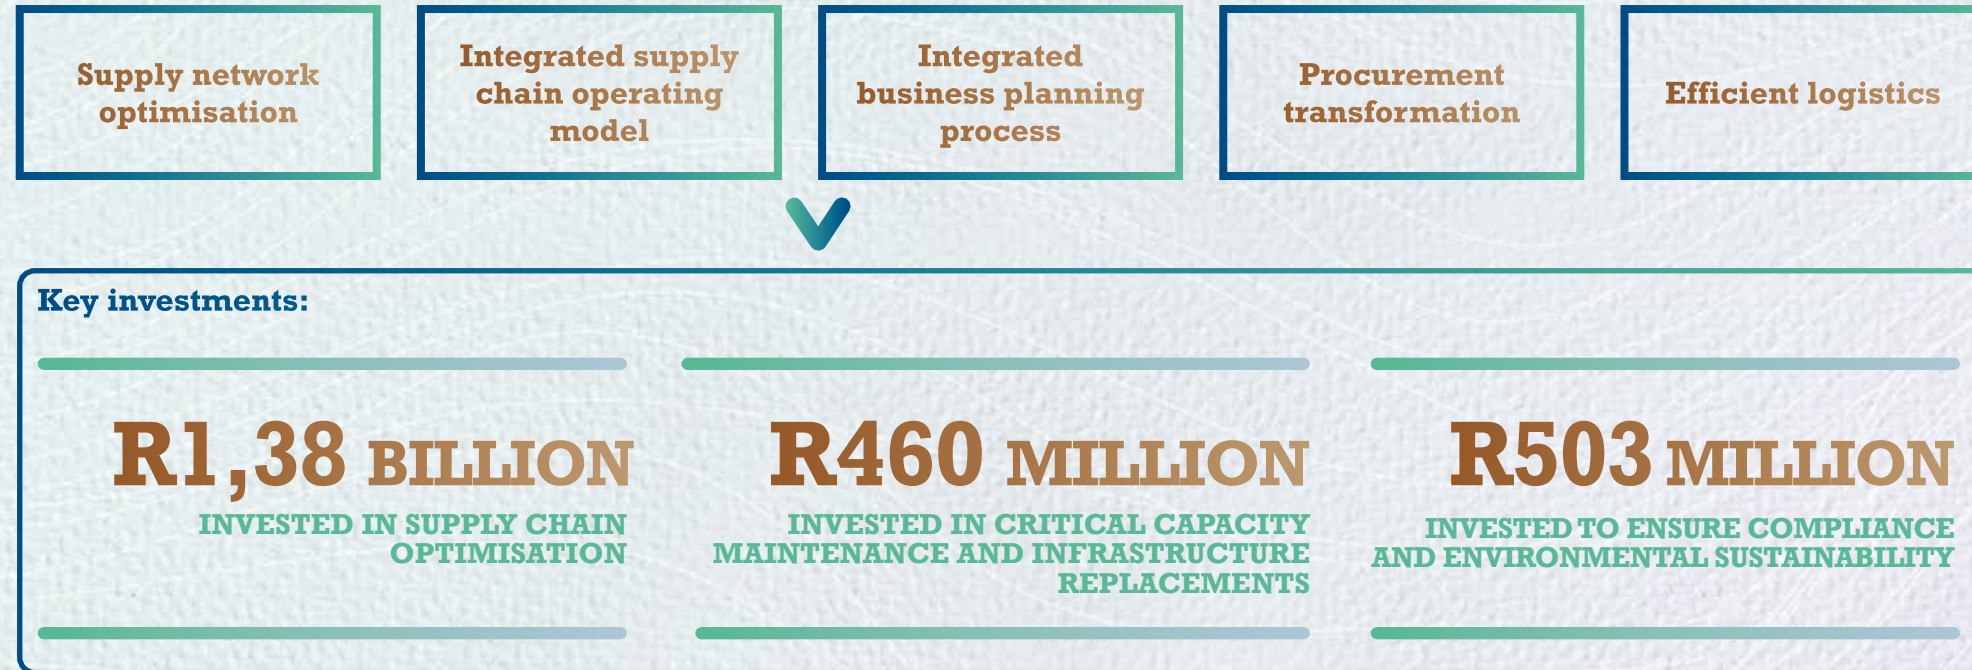 Supply network
optimisation
Integrated supply
chain operating
model
Integrated
business planning
process
Procurement
transformation
Efficient logistics
Key investments:
R1,38 BILLION
INVESTED IN SUPPLY CHAIN
OPTIMISATION
R460 MILLION
INVESTED IN CRITICAL CAPACITY
MAINTENANCE AND INFRASTRUCTURE
REPLACEMENTS
R503 MILLION
INVESTED TO ENSURE COMPLIANCE
AND ENVIRONMENTAL SUSTAINABILITY